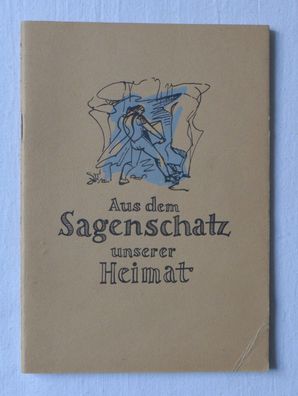 Aus dem
Sagenschatz
unserer
Heimat